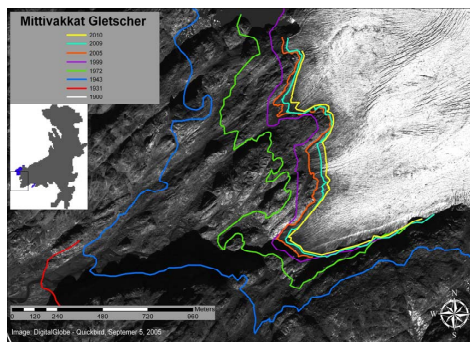 Mittivakkat Gletscher
2010
2009
2005
1999
1972
1943
1931
1900
Meters
0 120 240 480 720 960
Image: DigitalGlobe - Quickbird, Septemer 5, 2005
N
W E
S